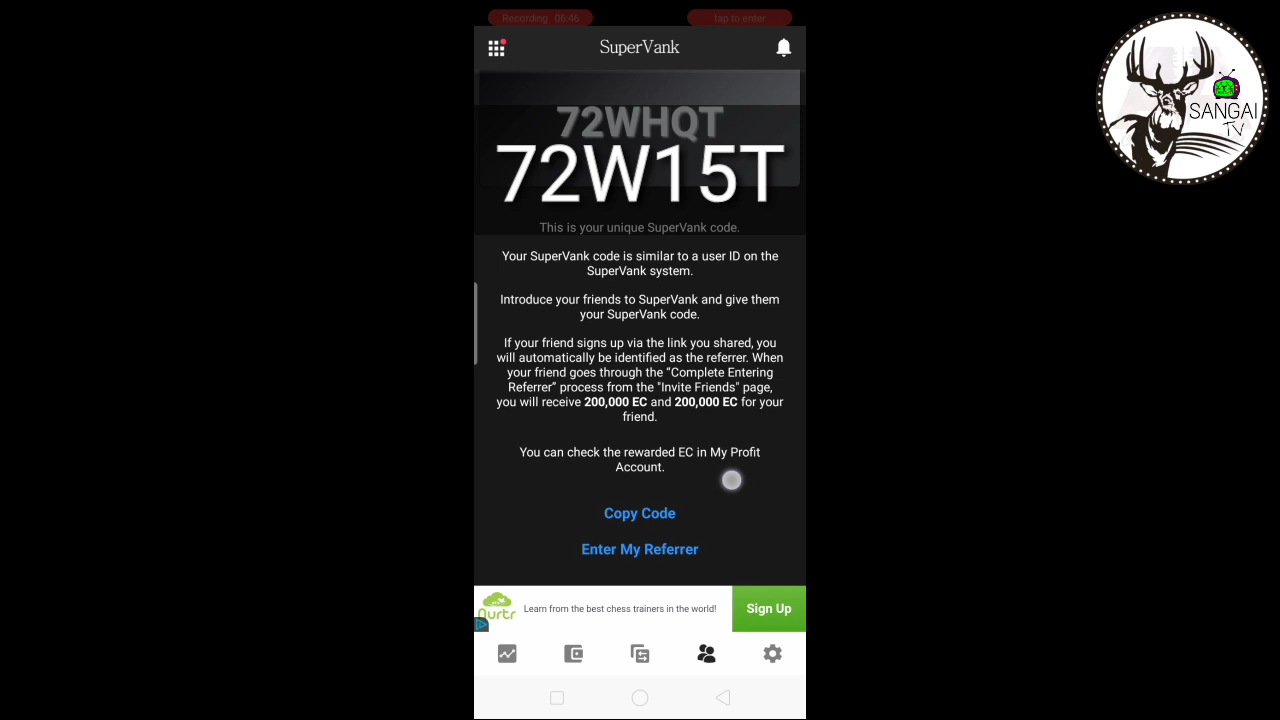 Recording 06:46
tap to enter
SuperVank
72WHQT
72W15T
This is your unique SuperVank code.
Your SuperVank code is similar to a user ID on the
SuperVank system.
Introduce your friends to SuperVank and give them
your SuperVank code.
If your friend signs up via the link you shared, you
will automatically be identified as the referrer. When
your friend goes through the “Complete Entering
Referrer” process from the "Invite Friends" page,
you will receive 200,000 EC and 200,000 EC for your
friend.
You can check the rewarded EC in My Profit
Account.
Copy Code
Enter My Referrer
nurtr
Learn from the best chess trainers in the world!
Sign Up
SANGAI
TV